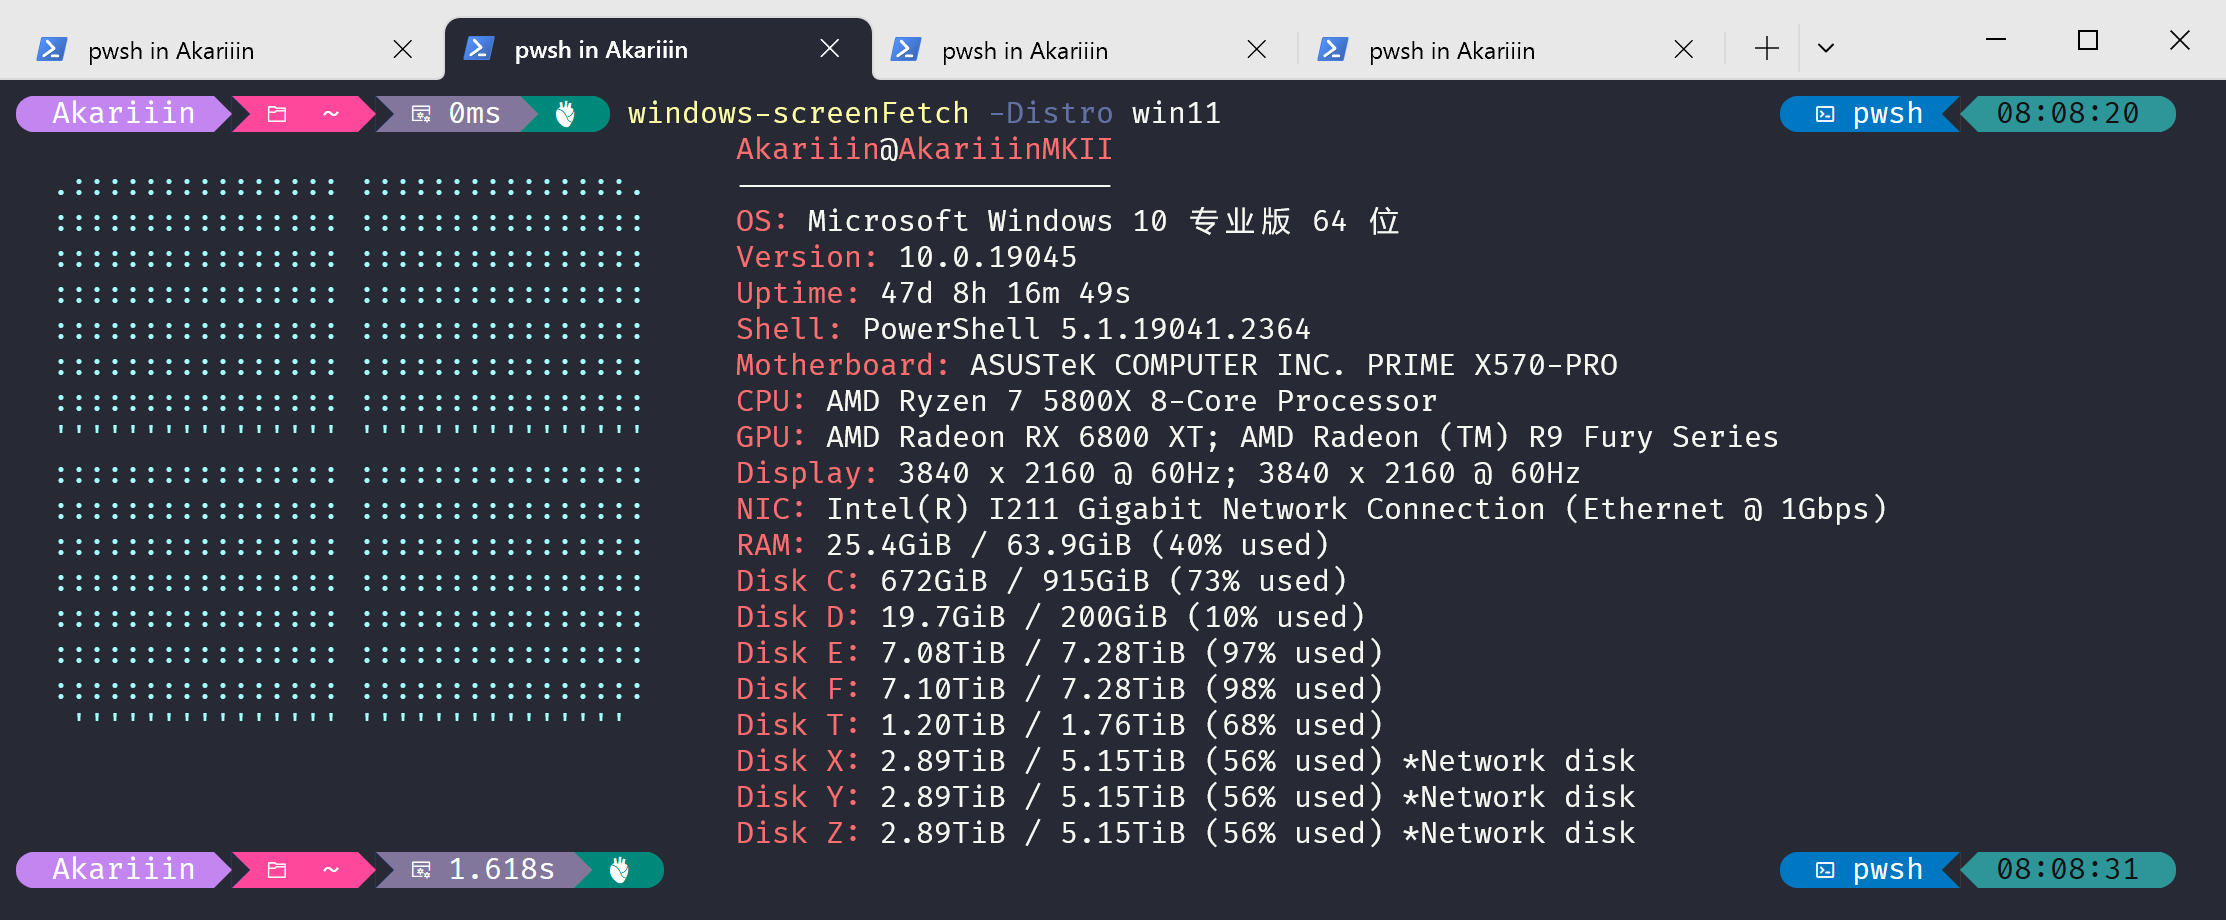 pwsh in Akariiin pwsh in Akariiin pwsh in Akariiin pwsh in Akariiin
Akariiin ~ 0ms windows-screenFetch -Distro win11 pwsh 08:08:20
Akariiin@AkariiinMKII
OS: Microsoft Windows 10 专业版 64 位
Version: 10.0.19045
Uptime: 47d 8h 16m 49s
Shell: PowerShell 5.1.19041.2364
Motherboard: ASUSTeK COMPUTER INC. PRIME X570-PRO
CPU: AMD Ryzen 7 5800X 8-Core Processor
GPU: AMD Radeon RX 6800 XT; AMD Radeon (TM) R9 Fury Series
Display: 3840 x 2160 @ 60Hz; 3840 x 2160 @ 60Hz
NIC: Intel(R) I211 Gigabit Network Connection (Ethernet @ 1Gbps)
RAM: 25.4GiB / 63.9GiB (40% used)
Disk C: 672GiB / 915GiB (73% used)
Disk D: 19.7GiB / 200GiB (10% used)
Disk E: 7.08TiB / 7.28TiB (97% used)
Disk F: 7.10TiB / 7.28TiB (98% used)
Disk T: 1.20TiB / 1.76TiB (68% used)
Disk X: 2.89TiB / 5.15TiB (56% used) *Network disk
Disk Y: 2.89TiB / 5.15TiB (56% used) *Network disk
Disk Z: 2.89TiB / 5.15TiB (56% used) *Network disk
Akariiin ~ 1.618s pwsh 08:08:31